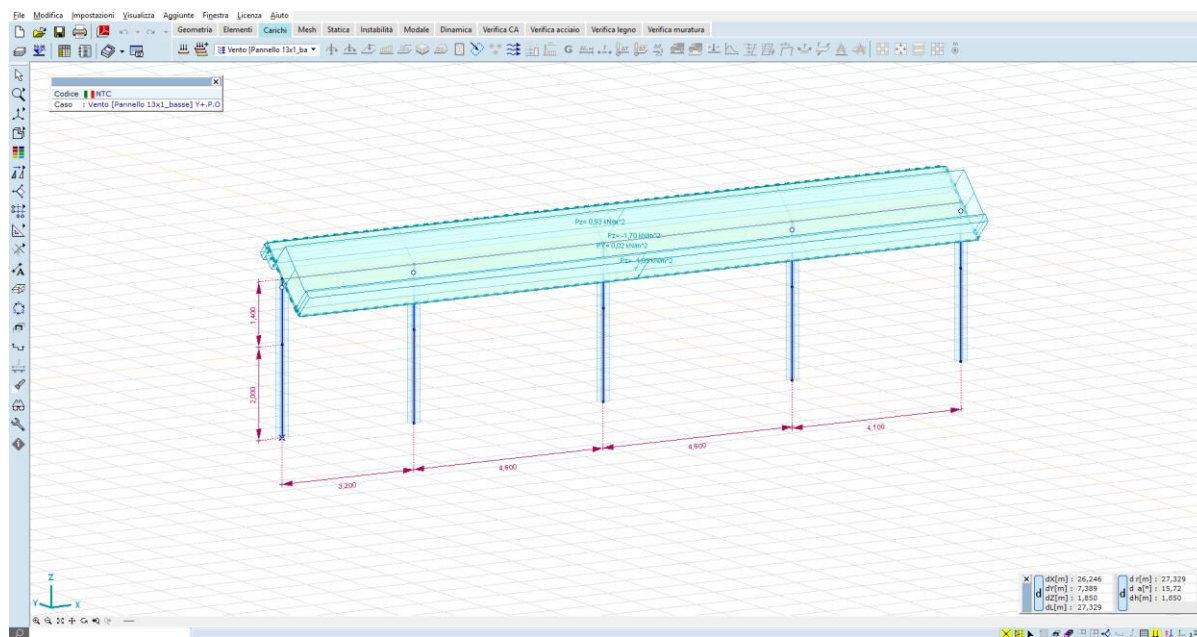 File Modifica Impostazioni Visualizza Aggiunte Finestra Licenza Aiuto
Geometria Elementi Carichi Mesh Statica Instabilità Modale Dinamica Verifica CA Verifica acciaio Verifica legno Verifica muratura
Vento [Pannello 13x1_ba
Codice NTC
Caso : Vento [Pannello 13x1_basse] Y+.P.O
Pz= 0,93 kN/m^2
Pz= -1,70 kN/m^2
0,02 kN/m^2
1,400
2,000
3,200
4,900
4,900
4,100
Z
Y
X
dX[m] : 26,246
dY[m] : 7,389
dZ[m] : 1,850
dL[m] : 27,329
d
d r[m] : 27,329
d a[°] : 15,72
dh[m] : 1,850
d